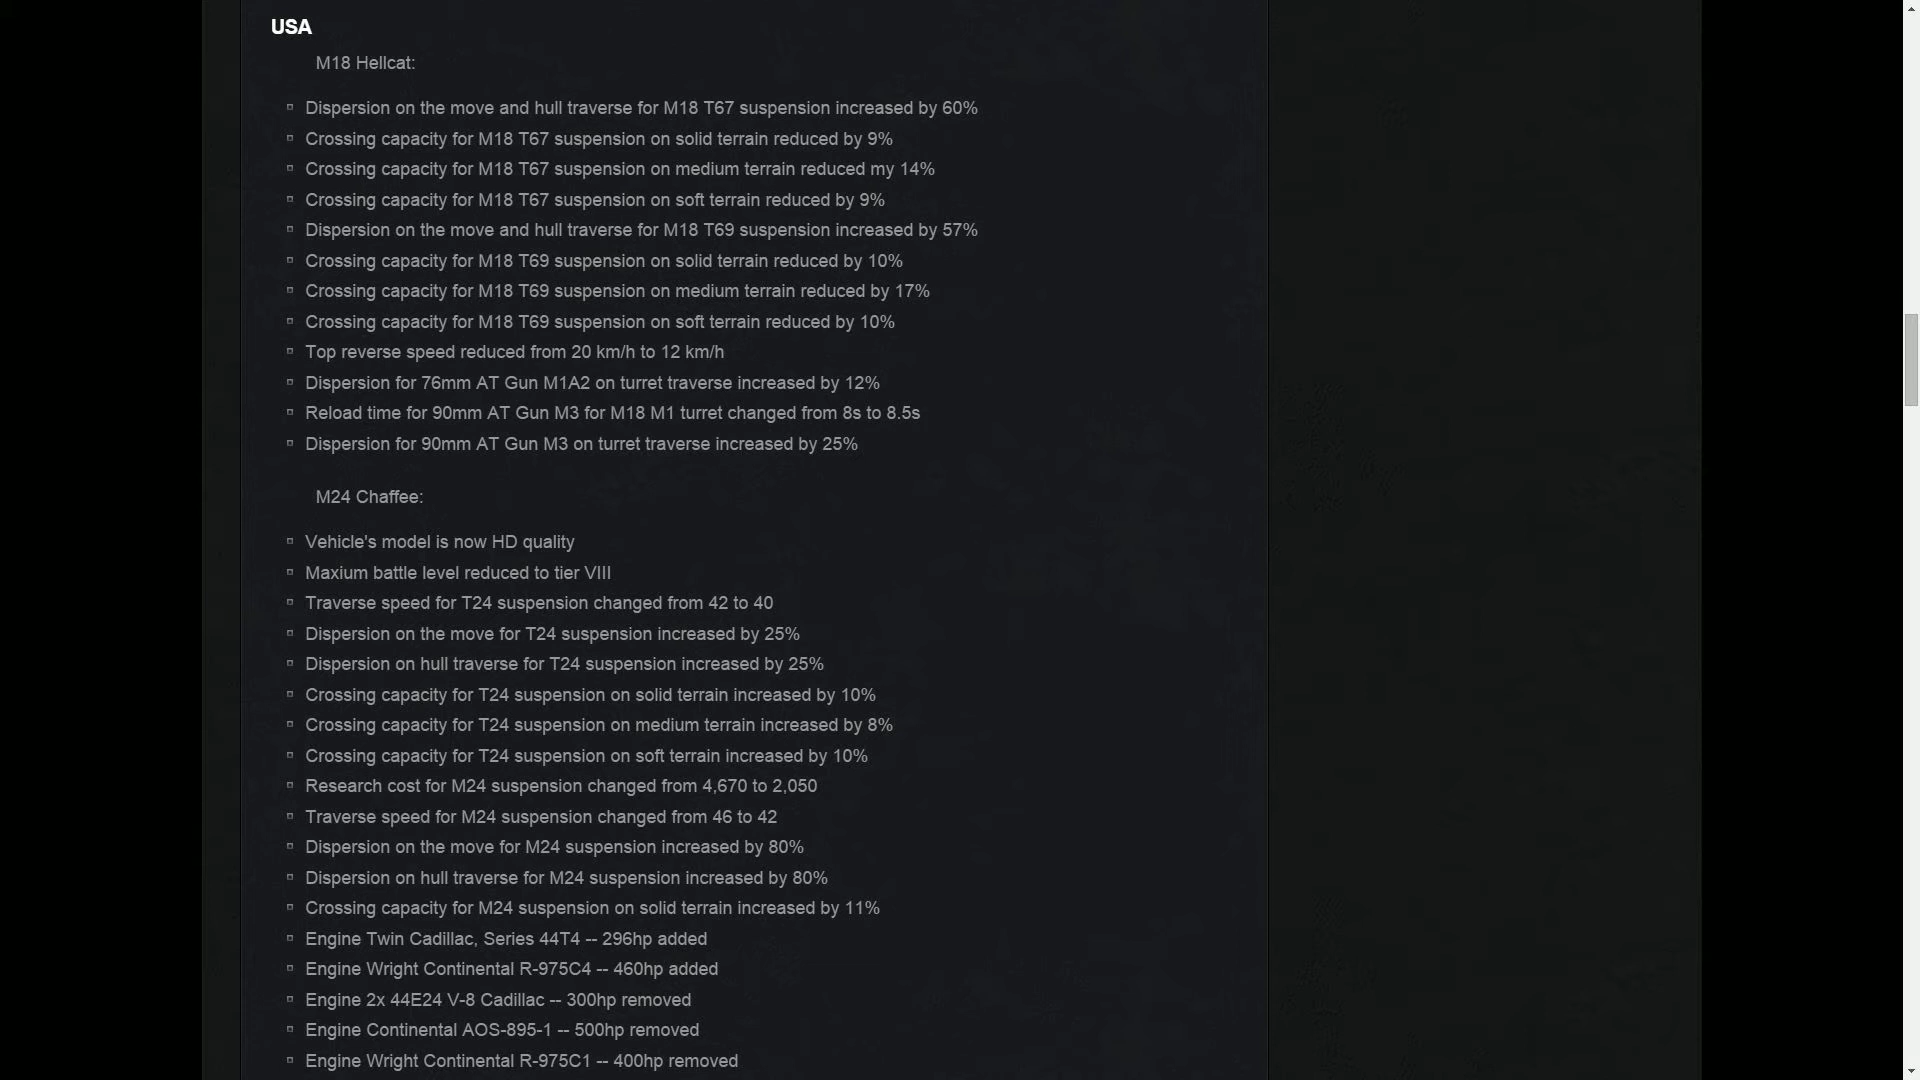 USA
M18 Hellcat:
Dispersion on the move and hull traverse for M18 T67 suspension increased by 60%
Crossing capacity for M18 T67 suspension on solid terrain reduced by 9%
Crossing capacity for M18 T67 suspension on medium terrain reduced my 14%
Crossing capacity for M18 T67 suspension on soft terrain reduced by 9%
Dispersion on the move and hull traverse for M18 T69 suspension increased by 57%
Crossing capacity for M18 T69 suspension on solid terrain reduced by 10%
Crossing capacity for M18 T69 suspension on medium terrain reduced by 17%
Crossing capacity for M18 T69 suspension on soft terrain reduced by 10%
Top reverse speed reduced from 20 km/h to 12 km/h
Dispersion for 76mm AT Gun M1A2 on turret traverse increased by 12%
Reload time for 90mm AT Gun M3 for M18 M1 turret changed from 8s to 8.5s
Dispersion for 90mm AT Gun M3 on turret traverse increased by 25%
M24 Chaffee:
Vehicle's model is now HD quality
Maxium battle level reduced to tier VIII
Traverse speed for T24 suspension changed from 42 to 40
Dispersion on the move for T24 suspension increased by 25%
Dispersion on hull traverse for T24 suspension increased by 25%
Crossing capacity for T24 suspension on solid terrain increased by 10%
Crossing capacity for T24 suspension on medium terrain increased by 8%
Crossing capacity for T24 suspension on soft terrain increased by 10%
Research cost for M24 suspension changed from 4,670 to 2,050
Traverse speed for M24 suspension changed from 46 to 42
Dispersion on the move for M24 suspension increased by 80%
Dispersion on hull traverse for M24 suspension increased by 80%
Crossing capacity for M24 suspension on solid terrain increased by 11%
Engine Twin Cadillac, Series 44T4 -- 296hp added
Engine Wright Continental R-975C4 -- 460hp added
Engine 2x 44E24 V-8 Cadillac -- 300hp removed
Engine Continental AOS-895-1 -- 500hp removed
Engine Wright Continental R-975C1 -- 400hp removed